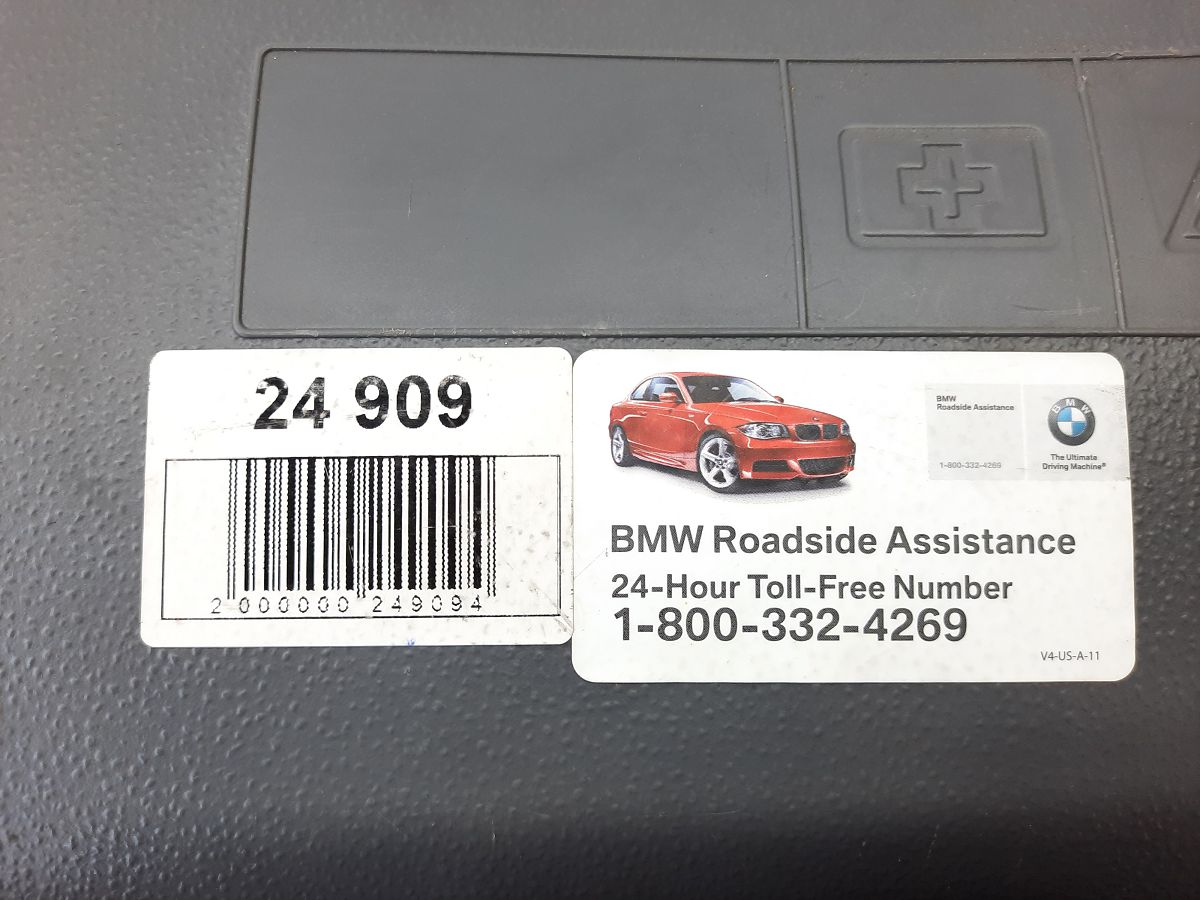 24 909
2 000000 249094
BMW
Roadside Assistance
1-800-332-4269
BMW
The Ultimate
Driving Machine®
BMW Roadside Assistance
24-Hour Toll-Free Number
1-800-332-4269
V4-US-A-11